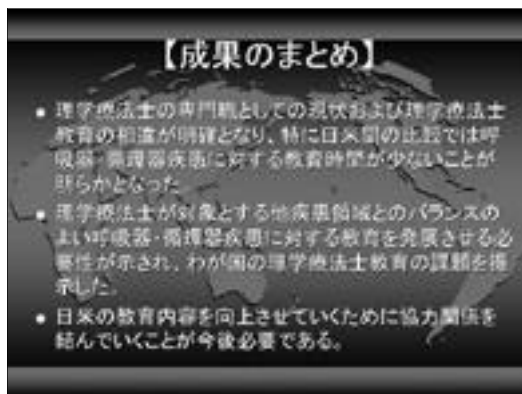 【成果のまとめ】
● 理学療法士の専門職としての現状および理学療法士
教育の相違が明確となり、特に日米間の比較では呼
吸器・循環器疾患に対する教育時間が少ないことが
明らかとなった
● 理学療法士が対象とする他疾患領域とのバランスの
よい呼吸器・循環器疾患に対する教育を発展させる必
要性が示され、わが国の理学療法士教育の課題を提
示した。
● 日米の教育内容を向上させていくために協力関係を
結んでいくことが今後必要である。